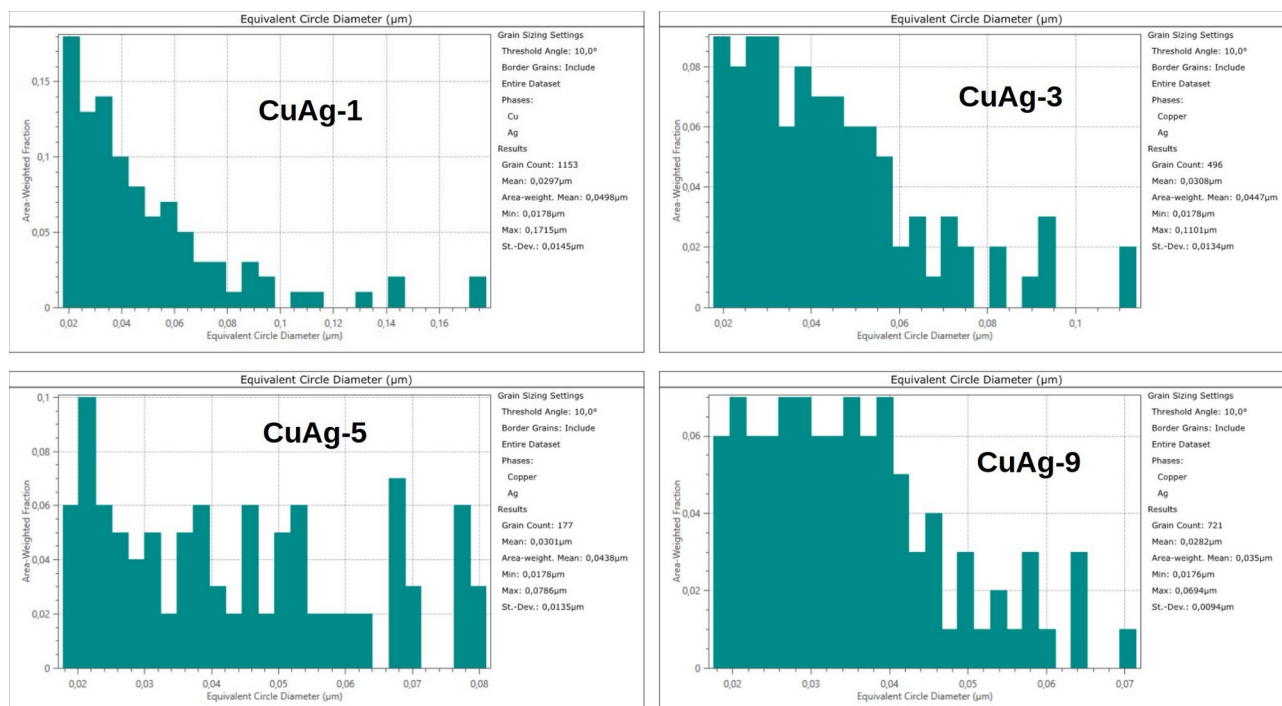 Equivalent Circle Diameter (µm)
CuAg-1
Area-Weighted Fraction
0,15
0,1
0,05
0
0,02 0,04 0,06 0,08 0,1 0,12 0,14 0,16
Equivalent Circle Diameter (µm)
Grain Sizing Settings
Threshold Angle: 10,0°
Border Grains: Include
Entire Dataset
Phases:
Cu
Ag
Results
Grain Count: 1153
Mean: 0,0297µm
Area-weight. Mean: 0,0498µm
Min: 0,0178µm
Max: 0,1715µm
St.-Dev.: 0,0145µm
Equivalent Circle Diameter (µm)
CuAg-3
Area-Weighted Fraction
0,08
0,06
0,04
0,02
0
0,02 0,04 0,06 0,08 0,1
Equivalent Circle Diameter (µm)
Grain Sizing Settings
Threshold Angle: 10,0°
Border Grains: Include
Entire Dataset
Phases:
Copper
Ag
Results
Grain Count: 496
Mean: 0,0308µm
Area-weight. Mean: 0,0447µm
Min: 0,0178µm
Max: 0,1101µm
St.-Dev.: 0,0134µm
Equivalent Circle Diameter (µm)
CuAg-5
Area-Weighted Fraction
0,1
0,08
0,06
0,04
0,02
0
0,02 0,03 0,04 0,05 0,06 0,07 0,08
Equivalent Circle Diameter (µm)
Grain Sizing Settings
Threshold Angle: 10,0°
Border Grains: Include
Entire Dataset
Phases:
Copper
Ag
Results
Grain Count: 177
Mean: 0,0301µm
Area-weight. Mean: 0,0438µm
Min: 0,0178µm
Max: 0,0786µm
St.-Dev.: 0,0135µm
Equivalent Circle Diameter (µm)
CuAg-9
Area-Weighted Fraction
0,06
0,04
0,02
0
0,02 0,03 0,04 0,05 0,06 0,07
Equivalent Circle Diameter (µm)
Grain Sizing Settings
Threshold Angle: 10,0°
Border Grains: Include
Entire Dataset
Phases:
Copper
Ag
Results
Grain Count: 721
Mean: 0,0282µm
Area-weight. Mean: 0,035µm
Min: 0,0176µm
Max: 0,0694µm
St.-Dev.: 0,0094µm